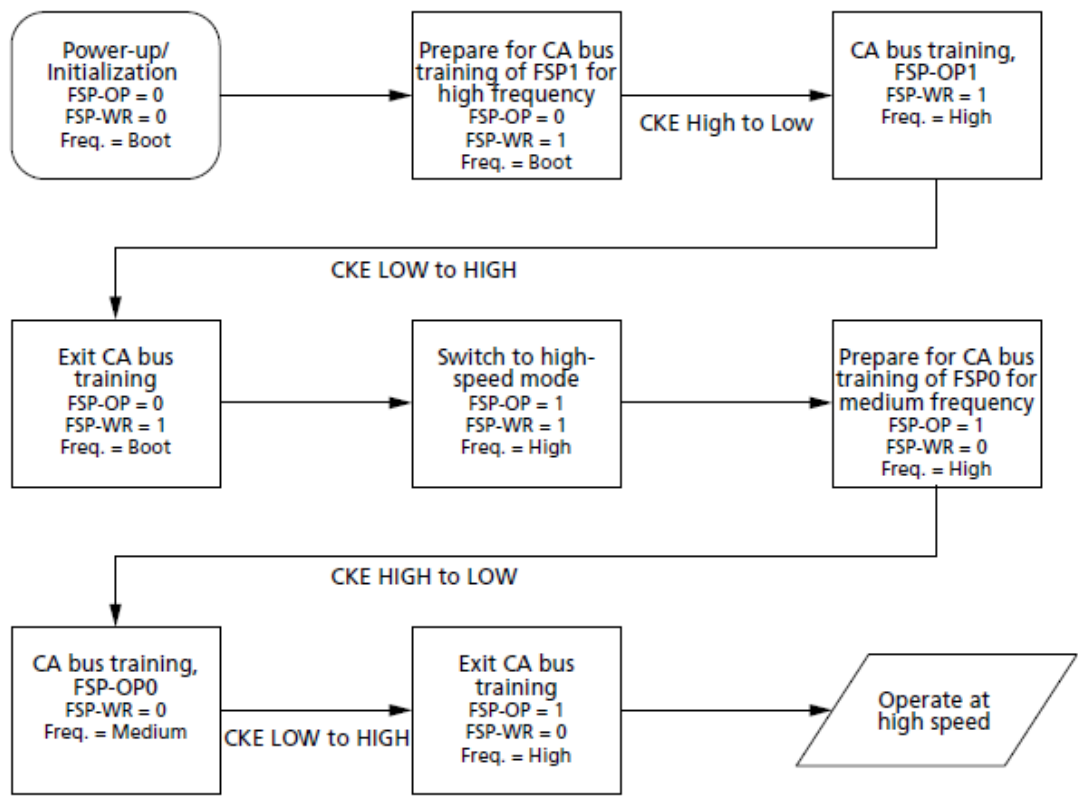 Power-up/
Initialization
FSP-OP = 0
FSP-WR = 0
Freq. = Boot
Prepare for CA bus
training of FSP1 for
high frequency
FSP-OP = 0
FSP-WR = 1
Freq. = Boot
CKE High to Low
CA bus training,
FSP-OP1
FSP-WR = 1
Freq. = High
CKE LOW to HIGH
Exit CA bus
training
FSP-OP = 0
FSP-WR = 1
Freq. = Boot
Switch to high-
speed mode
FSP-OP = 1
FSP-WR = 1
Freq. = High
Prepare for CA bus
training of FSP0 for
medium frequency
FSP-OP = 1
FSP-WR = 0
Freq. = High
CKE HIGH to LOW
CA bus training,
FSP-OP0
FSP-WR = 0
Freq. = Medium
CKE LOW to HIGH
Exit CA bus
training
FSP-OP = 1
FSP-WR = 0
Freq. = High
Operate at
high speed